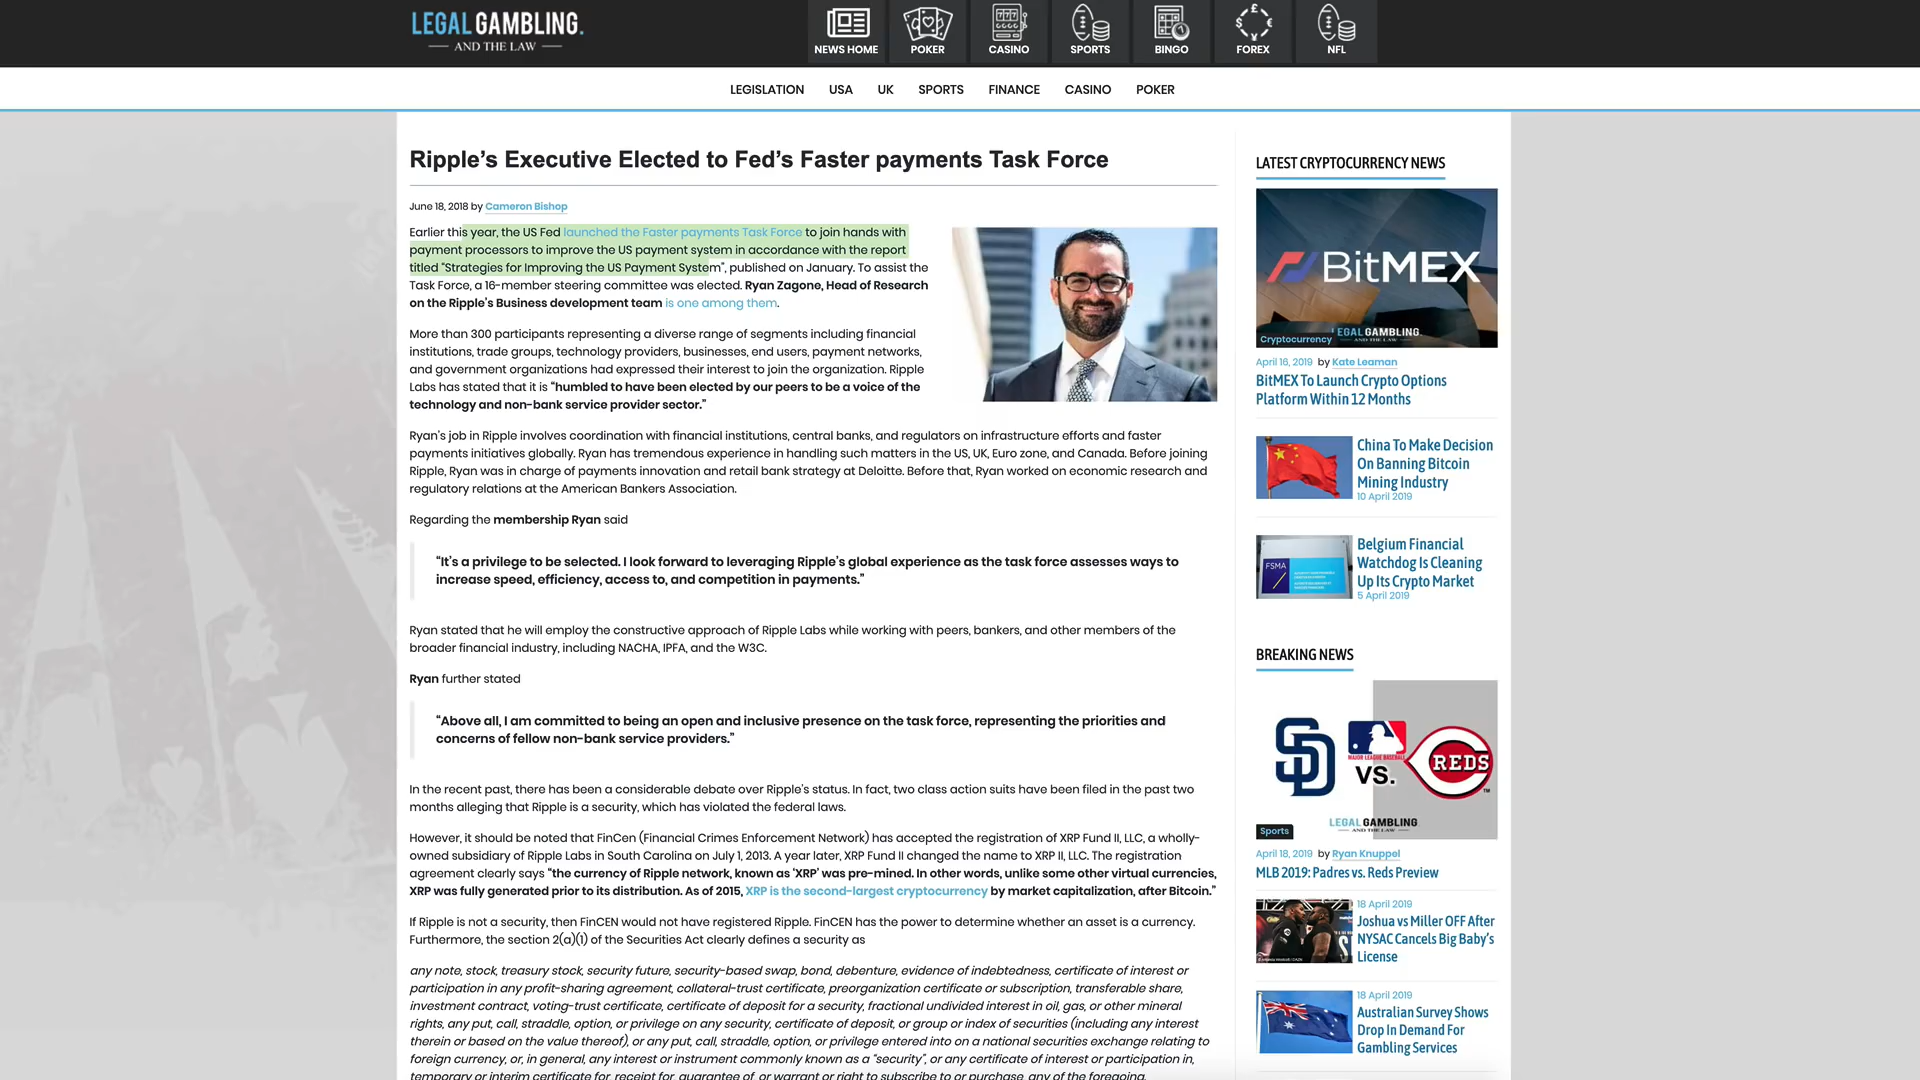 LEGAL GAMBLING.
AND THE LAW
NEWS HOME
POKER
CASINO
SPORTS
BINGO
FOREX
NFL
LEGISLATION USA UK SPORTS FINANCE CASINO POKER
Ripple’s Executive Elected to Fed’s Faster payments Task Force
June 18, 2018 by Cameron Bishop
Earlier this year, the US Fed launched the Faster payments Task Force to join hands with
payment processors to improve the US payment system in accordance with the report
titled “Strategies for Improving the US Payment System”, published on January. To assist the
Task Force, a 16-member steering committee was elected. Ryan Zagone, Head of Research
on the Ripple’s Business development team is one among them.
More than 300 participants representing a diverse range of segments including financial
institutions, trade groups, technology providers, businesses, end users, payment networks,
and government organizations had expressed their interest to join the organization. Ripple
Labs has stated that it is “humbled to have been elected by our peers to be a voice of the
technology and non-bank service provider sector.”
Ryan’s job in Ripple involves coordination with financial institutions, central banks, and regulators on infrastructure efforts and faster
payments initiatives globally. Ryan has tremendous experience in handling such matters in the US, UK, Euro zone, and Canada. Before joining
Ripple, Ryan was in charge of payments innovation and retail bank strategy at Deloitte. Before that, Ryan worked on economic research and
regulatory relations at the American Bankers Association.
Regarding the membership Ryan said
“It’s a privilege to be selected. I look forward to leveraging Ripple’s global experience as the task force assesses ways to
increase speed, efficiency, access to, and competition in payments.”
Ryan stated that he will employ the constructive approach of Ripple Labs while working with peers, bankers, and other members of the
broader financial industry, including NACHA, IPFA, and the W3C.
Ryan further stated
“Above all, I am committed to being an open and inclusive presence on the task force, representing the priorities and
concerns of fellow non-bank service providers.”
In the recent past, there has been a considerable debate over Ripple’s status. In fact, two class action suits have been filed in the past two
months alleging that Ripple is a security, which has violated the federal laws.
However, it should be noted that FinCen (Financial Crimes Enforcement Network) has accepted the registration of XRP Fund II, LLC, a wholly-
owned subsidiary of Ripple Labs in South Carolina on July 1, 2013. A year later, XRP Fund II changed the name to XRP II, LLC. The registration
agreement clearly says “the currency of Ripple network, known as ‘XRP’ was pre-mined. In other words, unlike some other virtual currencies,
XRP was fully generated prior to its distribution. As of 2015, XRP is the second-largest cryptocurrency by market capitalization, after Bitcoin.”
If Ripple is not a security, then FinCEN would not have registered Ripple. FinCEN has the power to determine whether an asset is a currency.
Furthermore, the section 2(a)(1) of the Securities Act clearly defines a security as
any note, stock, treasury stock, security future, security-based swap, bond, debenture, evidence of indebtedness, certificate of interest or
participation in any profit-sharing agreement, collateral-trust certificate, preorganization certificate or subscription, transferable share,
investment contract, voting-trust certificate, certificate of deposit for a security, fractional undivided interest in oil, gas, or other mineral
rights, any put, call, straddle, option, or privilege on any security, certificate of deposit, or group or index of securities (including any interest
therein or based on the value thereof), or any put, call, straddle, option, or privilege entered into on a national securities exchange relating to
foreign currency, or, in general, any interest or instrument commonly known as a “security”, or any certificate of interest or participation in,
temporary or interim certificate for, receipt for, guarantee of, or warrant or right to subscribe to or purchase, any of the foregoing.
LATEST CRYPTOCURRENCY NEWS
BitMEX
LEGAL GAMBLING
AND THE LAW
Cryptocurrency
April 16, 2019 by Kate Leaman
BitMEX To Launch Crypto Options
Platform Within 12 Months
China To Make Decision
On Banning Bitcoin
Mining Industry
10 April 2019
FSMA
Belgium Financial
Watchdog Is Cleaning
Up Its Crypto Market
5 April 2019
BREAKING NEWS
SD
MAJOR LEAGUE BASEBALL
VS.
REDS
TM
LEGAL GAMBLING
AND THE LAW
Sports
April 18, 2019 by Ryan Knuppel
MLB 2019: Padres vs. Reds Preview
18 April 2019
Joshua vs Miller OFF After
NYSAC Cancels Big Baby’s
License
18 April 2019
Australian Survey Shows
Drop In Demand For
Gambling Services